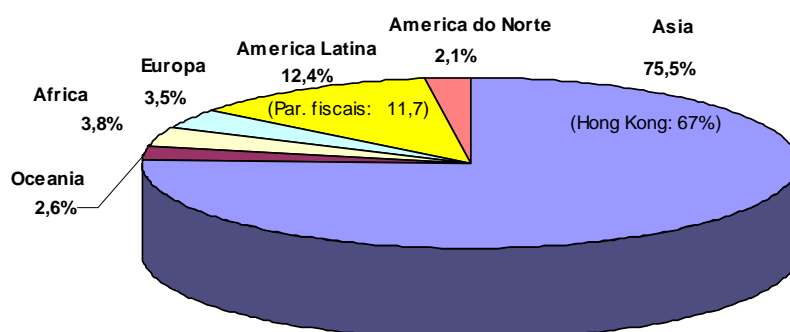 America do Norte
2,1%
Asia
75,5%
America Latina
12,4%
Europa
3,5%
Africa
3,8%
(Par. fiscais: 11,7)
(Hong Kong: 67%)
Oceania
2,6%